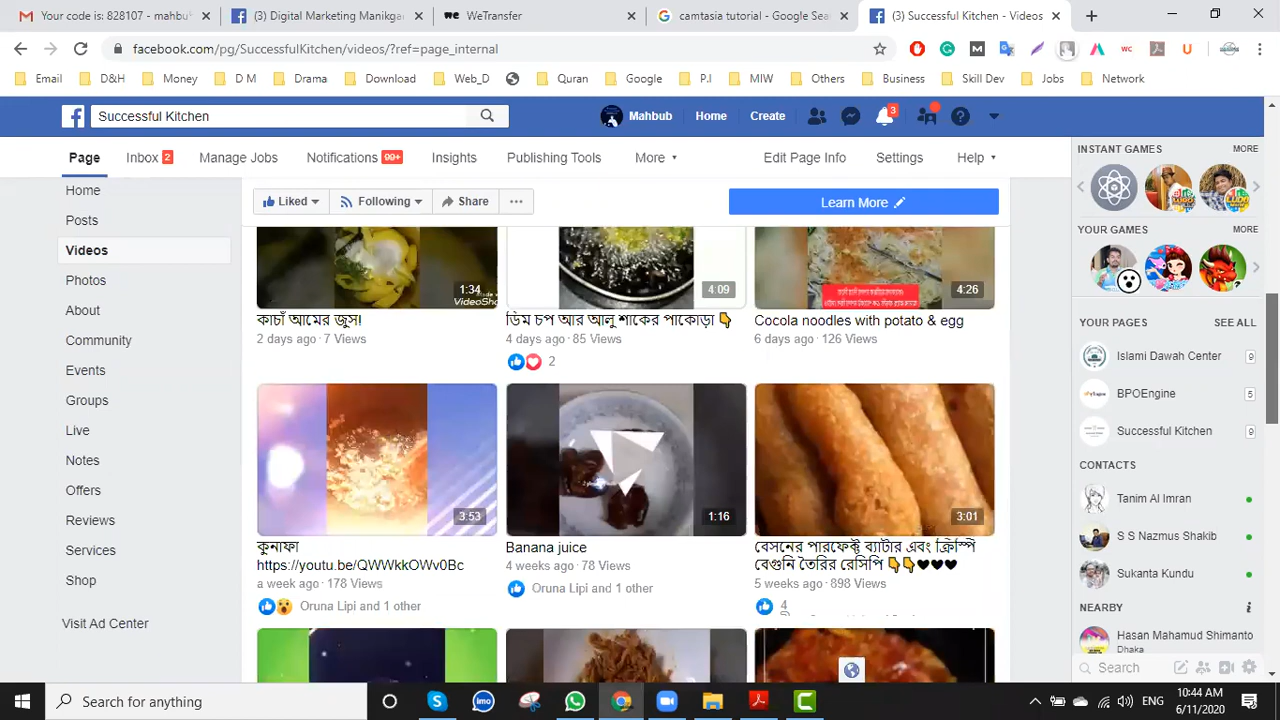 Your code is: 828107 - mahbu
(3) Digital Marketing Manikga
WeTransfer
camtasia tutorial - Google Sea
(3) Successful Kitchen - Videos
facebook.com/pg/SuccessfulKitchen/videos/?ref=page_internal
Email D&H Money D M Drama Download Web_D Quran Google P.I MIW Others Business Skill Dev Jobs Network
Successful Kitchen
Mahbub Home Create 3
Page Inbox 2 Manage Jobs Notifications 99+ Insights Publishing Tools More Edit Page Info Settings Help
Liked Following Share ... Learn More
Home
Posts
Videos
Photos
About
Community
Events
Groups
Live
Notes
Offers
Reviews
Services
Shop
Visit Ad Center
1:34
VideoSho
কাচাঁ আমের জুস!
2 days ago · 7 Views
4:09
ডিম চপ আর আলু শাকের পাকোড়া 👇
4 days ago · 85 Views
2
4:26
Cocola noodles with potato & egg
6 days ago · 126 Views
3:53
কুনাফা
https://youtu.be/QWWkkOWv0Bc
a week ago · 178 Views
Oruna Lipi and 1 other
1:16
Banana juice
4 weeks ago · 78 Views
Oruna Lipi and 1 other
3:01
বেসনের পারফেক্ট ব্যাটার এবং ক্রিস্পি
বেগুনি তৈরির রেসিপি 👇👇♥♥♥
5 weeks ago · 898 Views
4
INSTANT GAMES MORE
YOUR GAMES MORE
YOUR PAGES SEE ALL
Islami Dawah Center 9
BPOEngine 5
Successful Kitchen 9
CONTACTS
Tanim Al Imran
S S Nazmus Shakib
Sukanta Kundu
NEARBY
Hasan Mahamud Shimanto
Dhaka
Search
Search for anything
ENG
10:44 AM
6/11/2020